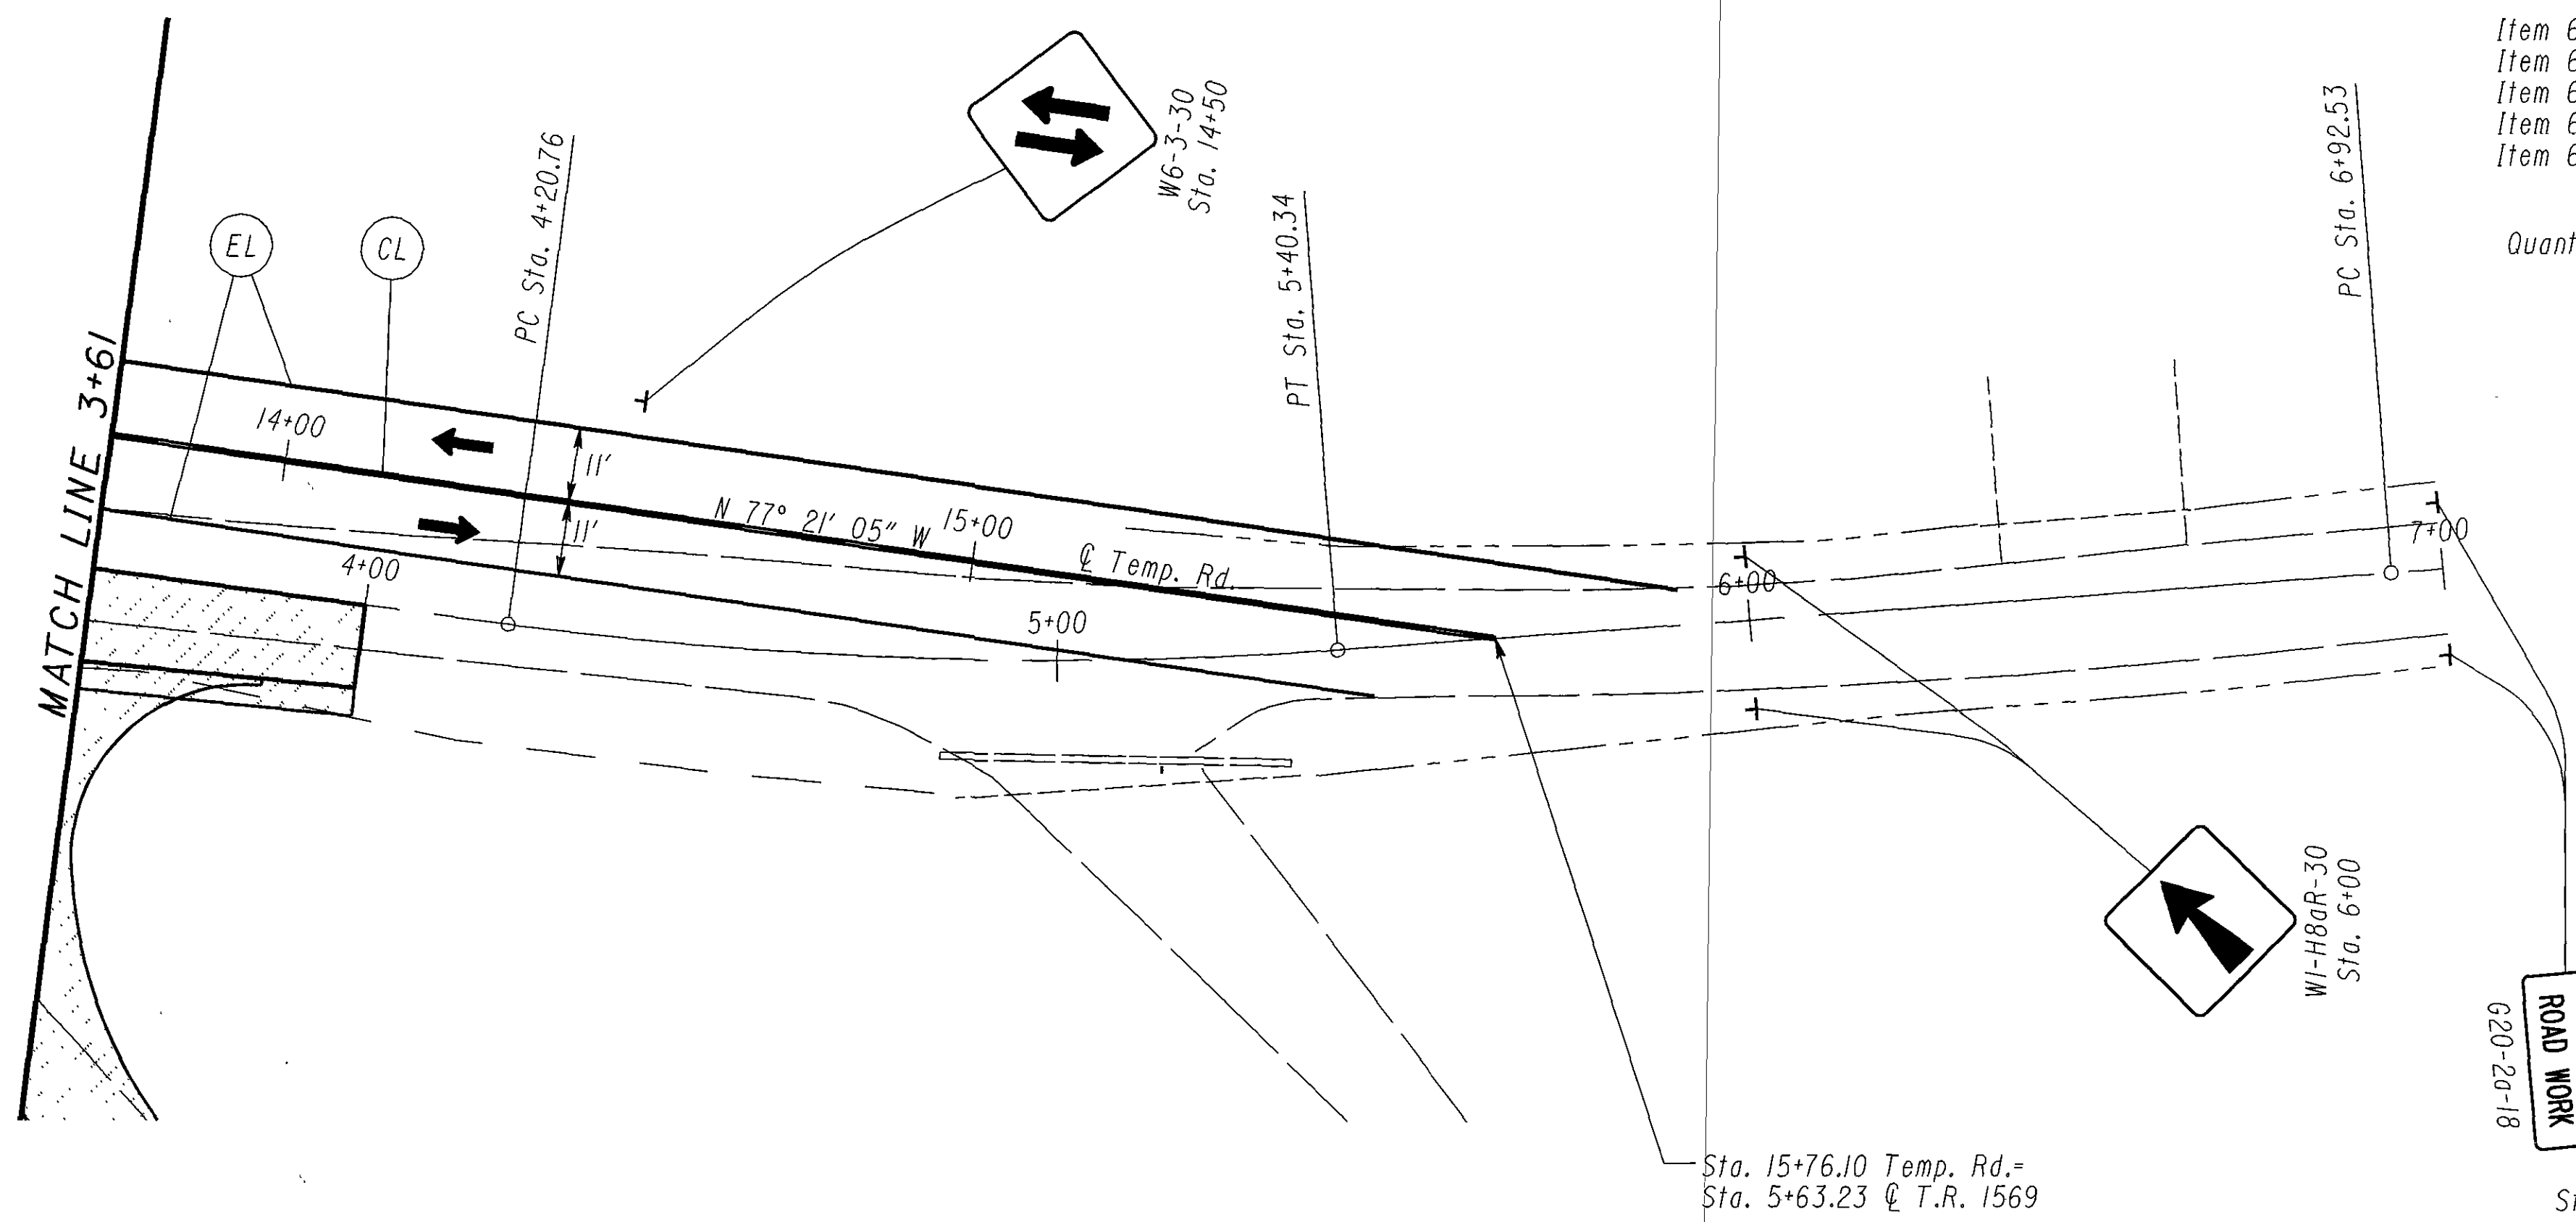 Item 6
Item 6
Item 6
Item 6
Item 6
Quant
W6-3-30
Sta. 14+50
PC Sta. 4+20.76
PT Sta. 5+40.34
PC Sta. 6+92.53
EL
CL
MATCH LINE 3+61
14+00
11'
11'
N 77° 21' 05" W
15+00
℄ Temp. Rd.
4+00
5+00
6+00
7+00
W1-H8aR-30
Sta. 6+00
ROAD WORK
G20-2a-18
Sta. 15+76.10 Temp. Rd.=
Sta. 5+63.23 ℄ T.R. 1569
St